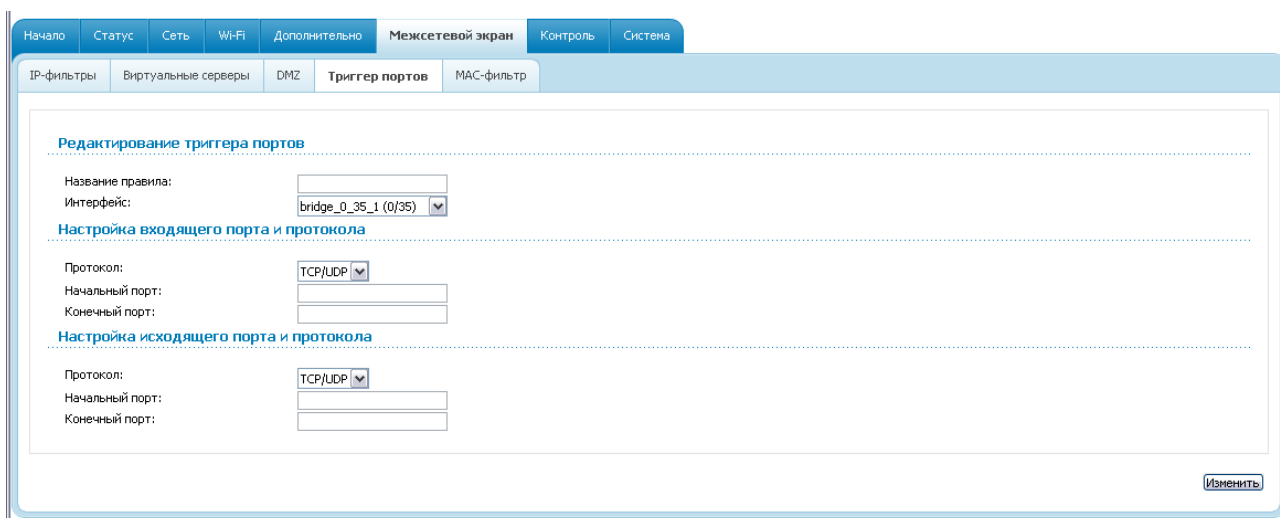 Начало Статус Сеть Wi-Fi Дополнительно Межсетевой экран Контроль Система
IP-фильтры Виртуальные серверы DMZ Триггер портов MAC-фильтр
Редактирование триггера портов
Название правила:
Интерфейс: bridge_0_35_1 (0/35)
Настройка входящего порта и протокола
Протокол: TCP/UDP
Начальный порт:
Конечный порт:
Настройка исходящего порта и протокола
Протокол: TCP/UDP
Начальный порт:
Конечный порт:
Изменить